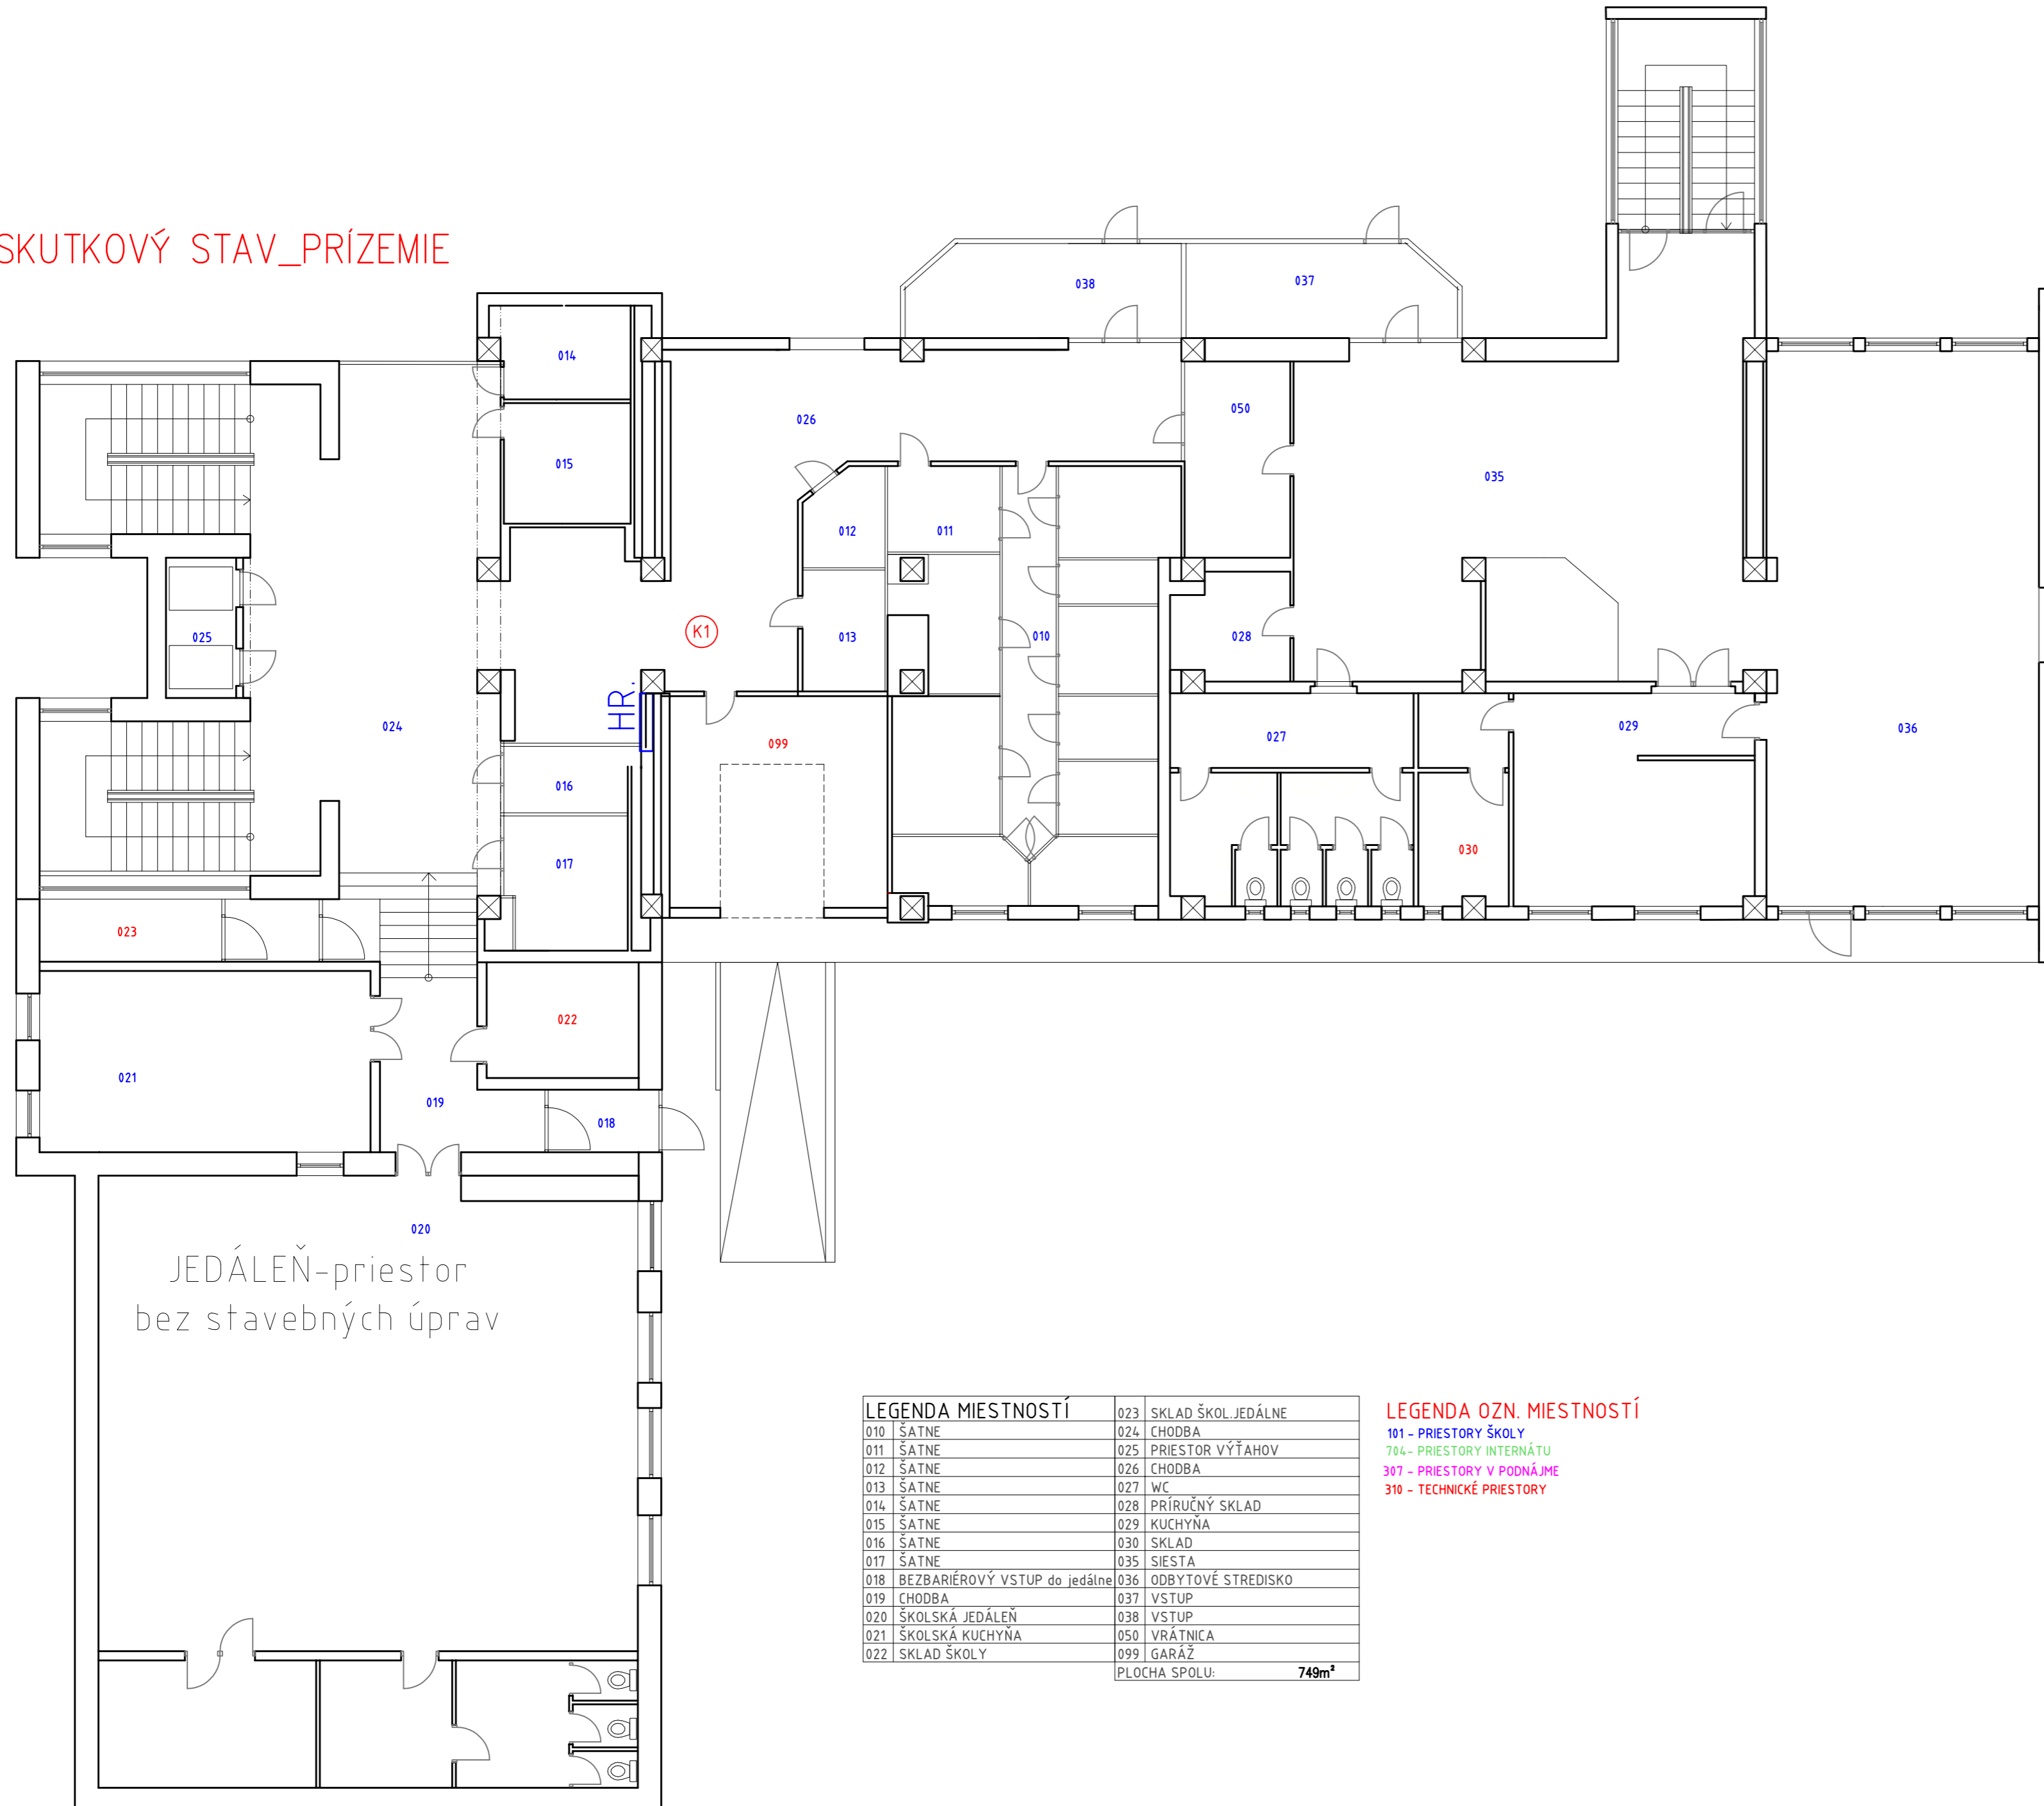 SKUTKOVÝ STAV_PRÍZEMIE
038
037
014
026
050
015
035
012
011
025
K1
013
010
028
024
HR.
099
027
029
036
016
017
030
023
022
021
019
018
020
JEDÁLEŇ-priestor
bez stavebných úprav
LEGENDA MIESTNOSTÍ
010 ŠATNE
011 ŠATNE
012 ŠATNE
013 ŠATNE
014 ŠATNE
015 ŠATNE
016 ŠATNE
017 ŠATNE
018 BEZBARIÉROVÝ VSTUP do jedálne
019 CHODBA
020 ŠKOLSKÁ JEDÁLEŇ
021 ŠKOLSKÁ KUCHYŇA
022 SKLAD ŠKOLY
023 SKLAD ŠKOL.JEDÁLNE
024 CHODBA
025 PRIESTOR VÝŤAHOV
026 CHODBA
027 WC
028 PRÍRUČNÝ SKLAD
029 KUCHYŇA
030 SKLAD
035 SIESTA
036 ODBYTOVÉ STREDISKO
037 VSTUP
038 VSTUP
050 VRÁTNICA
099 GARÁŽ
PLOCHA SPOLU: 749m²
LEGENDA OZN. MIESTNOSTÍ
101 - PRIESTORY ŠKOLY
704- PRIESTORY INTERNÁTU
307 - PRIESTORY V PODNÁJME
310 - TECHNICKÉ PRIESTORY